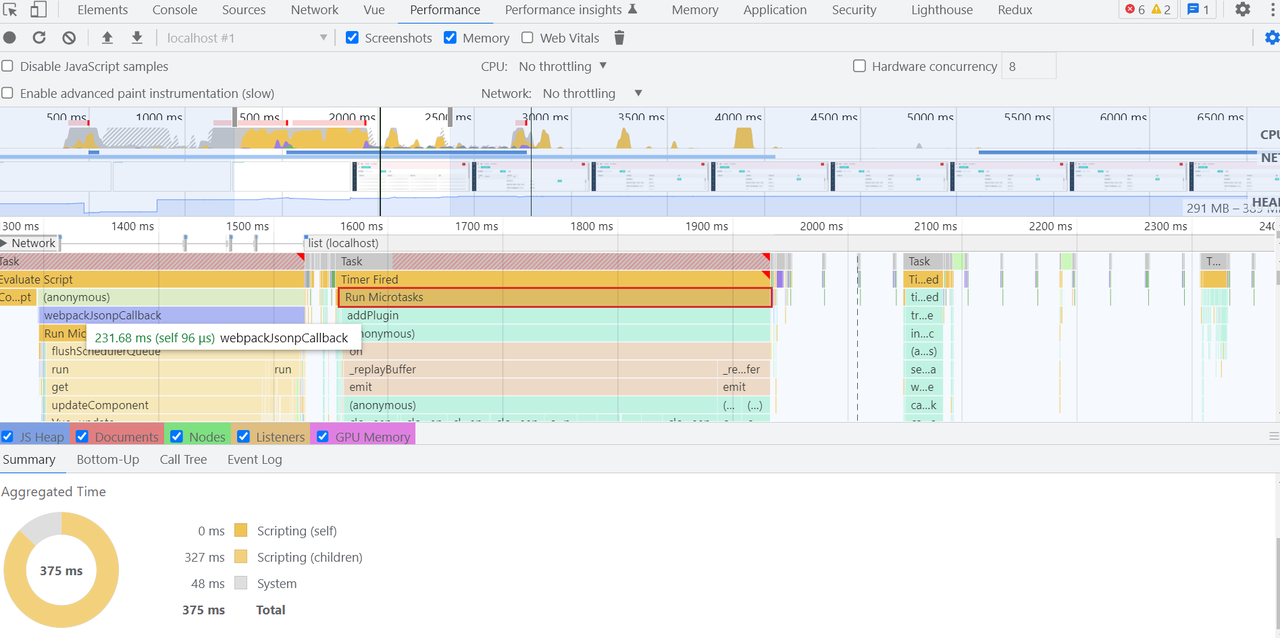 Elements Console Sources Network Vue Performance Performance insights Memory Application Security Lighthouse Redux 6 2 1
localhost #1 Screenshots Memory Web Vitals
Disable JavaScript samples CPU: No throttling Hardware concurrency 8
Enable advanced paint instrumentation (slow) Network: No throttling
500 ms 1000 ms 500 ms 2000 ms 250 ms 3000 ms 3500 ms 4000 ms 4500 ms 5000 ms 5500 ms 6000 ms 6500 ms
CPU
NET
HEAP
291 MB –
300 ms 1400 ms 1500 ms 1600 ms 1700 ms 1800 ms 1900 ms 2000 ms 2100 ms 2200 ms 2300 ms 240
Network list (localhost)
Task Task Task T...
Evaluate Script Timer Fired Ti...ed
Co...pt (anonymous) Run Microtasks ti...ed
webpackJsonpCallback addPlugin tr...e
Run Mic 231.68 ms (self 96 µs) webpackJsonpCallback onymous) in...c
flushSchedulerQueue on (a...s)
run run _replayBuffer _re...fer se...a
get emit emit w...e
updateComponent (anonymous) (... (...) ca...k
JS Heap Documents Nodes Listeners GPU Memory
Summary Bottom-Up Call Tree Event Log
Aggregated Time
0 ms Scripting (self)
327 ms Scripting (children)
375 ms
48 ms System
375 ms Total